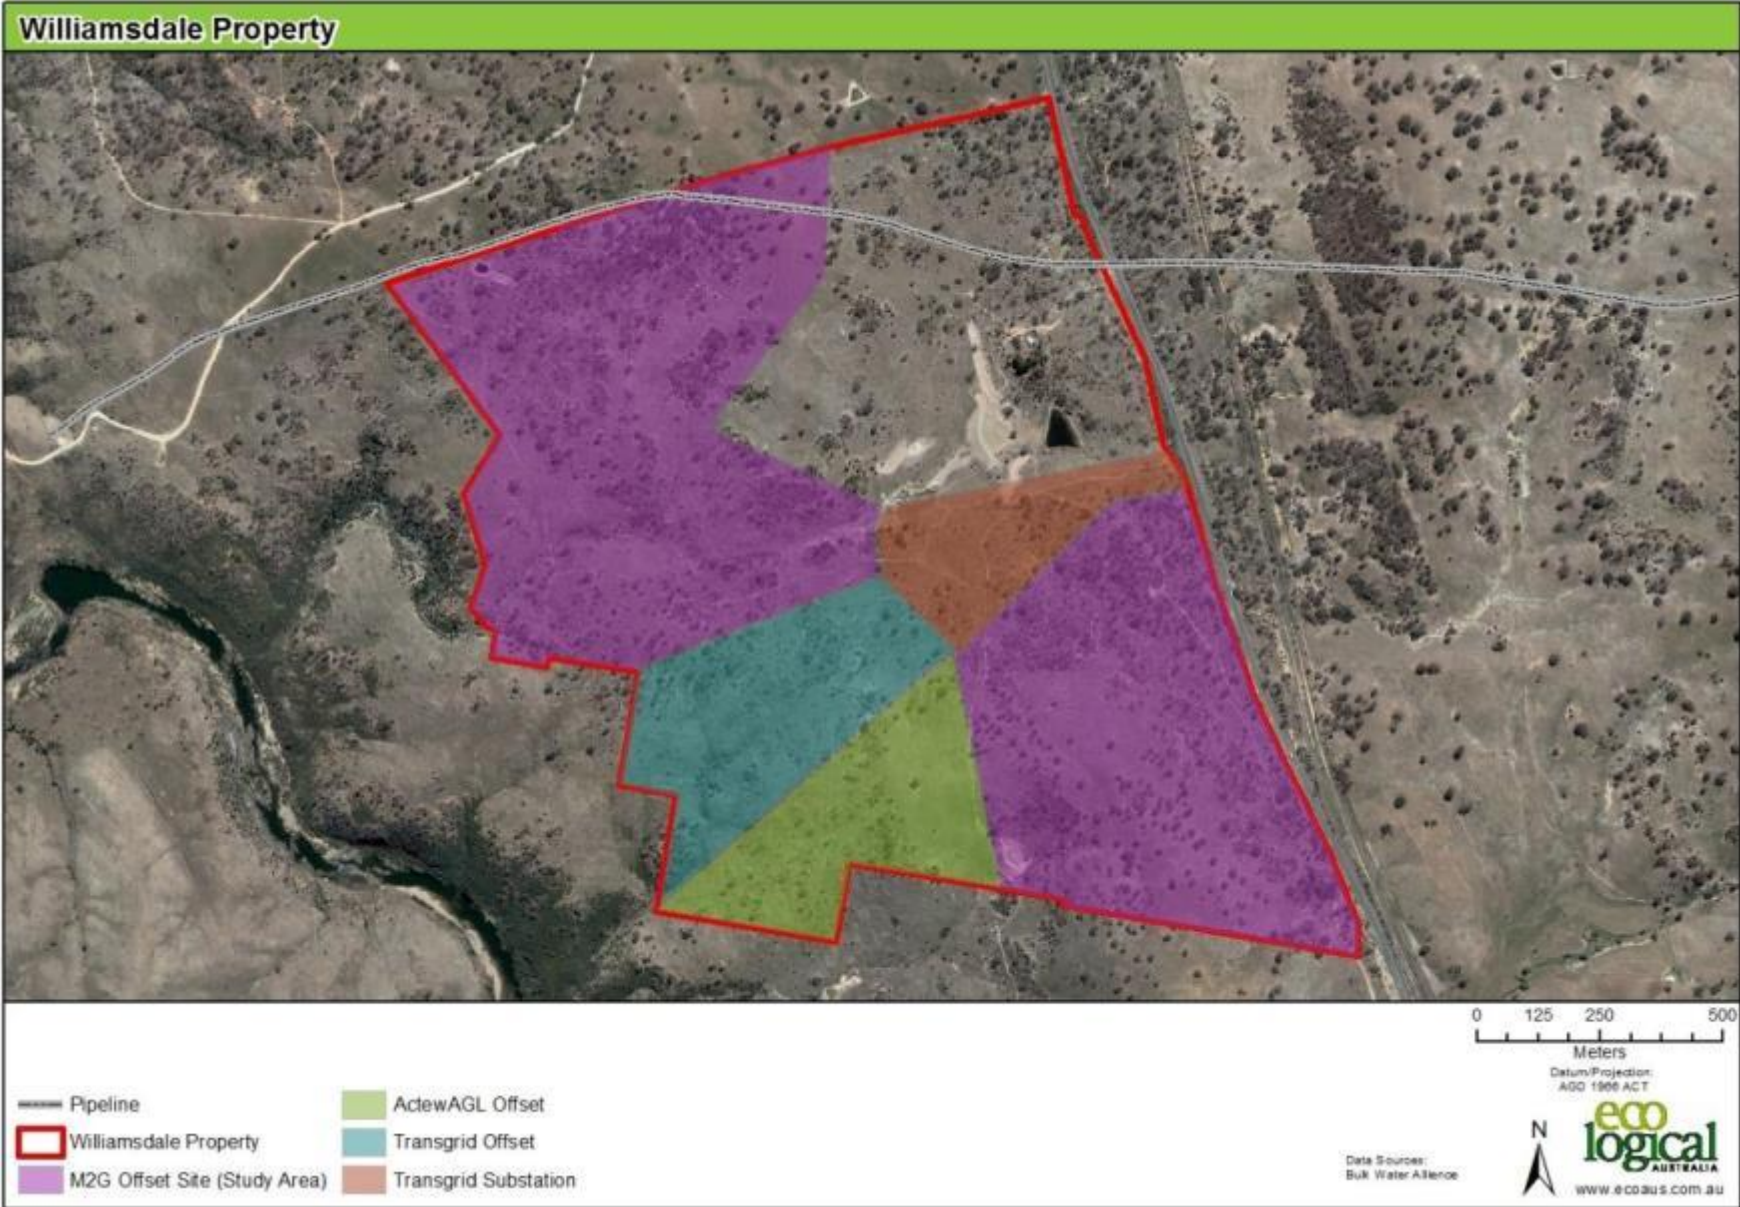 Williamsdale Property
0 125 250 500
Meters
Datum/Projection:
AGD 1966 ACT
Pipeline
Williamsdale Property
M2G Offset Site (Study Area)
ActewAGL Offset
Transgrid Offset
Transgrid Substation
Data Sources:
Bulk Water Alliance
N
eco
logical
AUSTRALIA
www.ecoaus.com.au